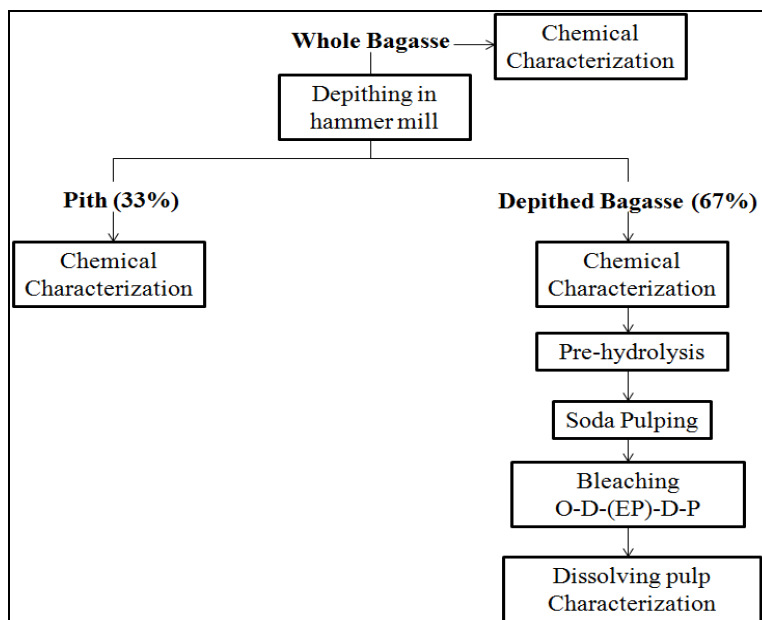 Whole Bagasse
Chemical
Characterization
Depithing in
hammer mill
Pith (33%)
Depithed Bagasse (67%)
Chemical
Characterization
Chemical
Characterization
Pre-hydrolysis
Soda Pulping
Bleaching
O-D-(EP)-D-P
Dissolving pulp
Characterization